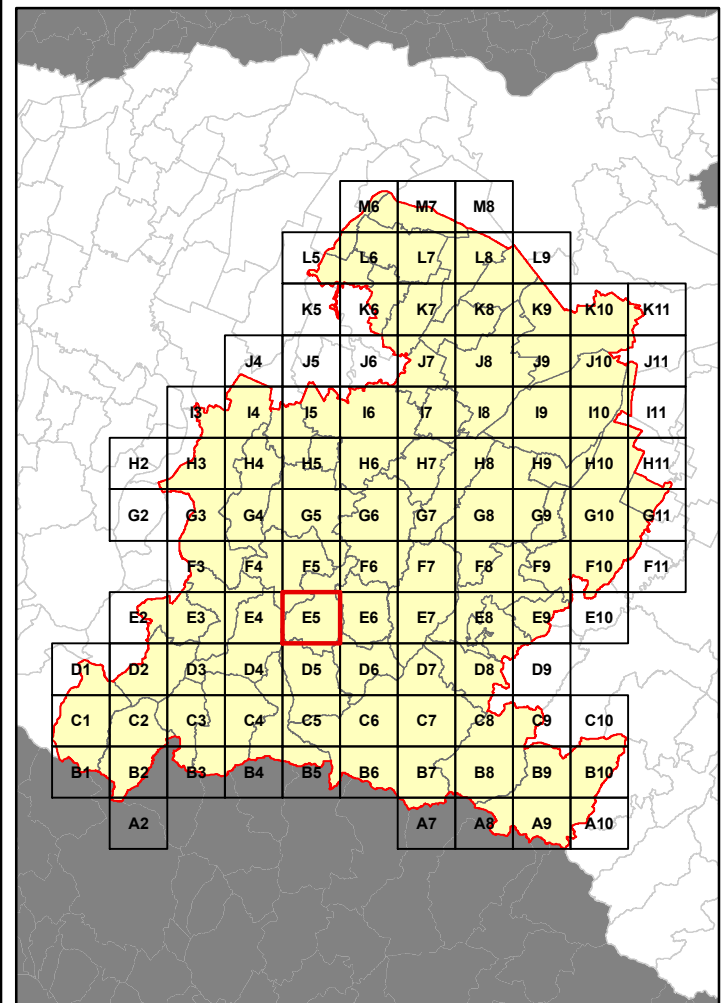 M6 M7 M8
L5 L6 L7 L8 L9
K5 K6 K7 K8 K9 K10 K11
J4 J5 J6 J7 J8 J9 J10 J11
I3 I4 I5 I6 I7 I8 I9 I10 I11
H2 H3 H4 H5 H6 H7 H8 H9 H10 H11
G2 G3 G4 G5 G6 G7 G8 G9 G10 G11
F3 F4 F5 F6 F7 F8 F9 F10 F11
E2 E3 E4 E5 E6 E7 E8 E9 E10
D1 D2 D3 D4 D5 D6 D7 D8 D9
C1 C2 C3 C4 C5 C6 C7 C8 C9 C10
B1 B2 B3 B4 B5 B6 B7 B8 B9 B10
A2 A7 A8 A9 A10